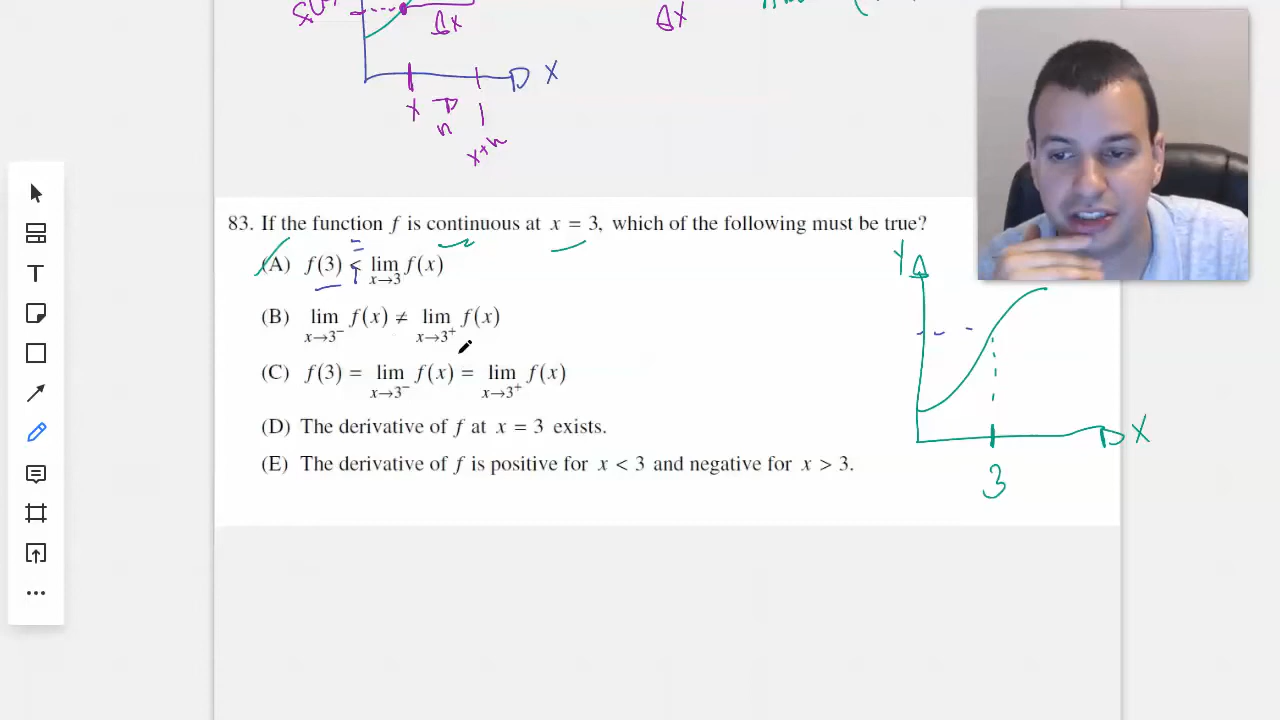 Δx
Δx
X
x
h
x+h
83. If the function f is continuous at x = 3, which of the following must be true?
(A) f(3) < lim x→3 f(x)
=
(B) lim x→3⁻ f(x) ≠ lim x→3⁺ f(x)
(C) f(3) = lim x→3⁻ f(x) = lim x→3⁺ f(x)
(D) The derivative of f at x = 3 exists.
(E) The derivative of f is positive for x < 3 and negative for x > 3.
Y
X
3
T